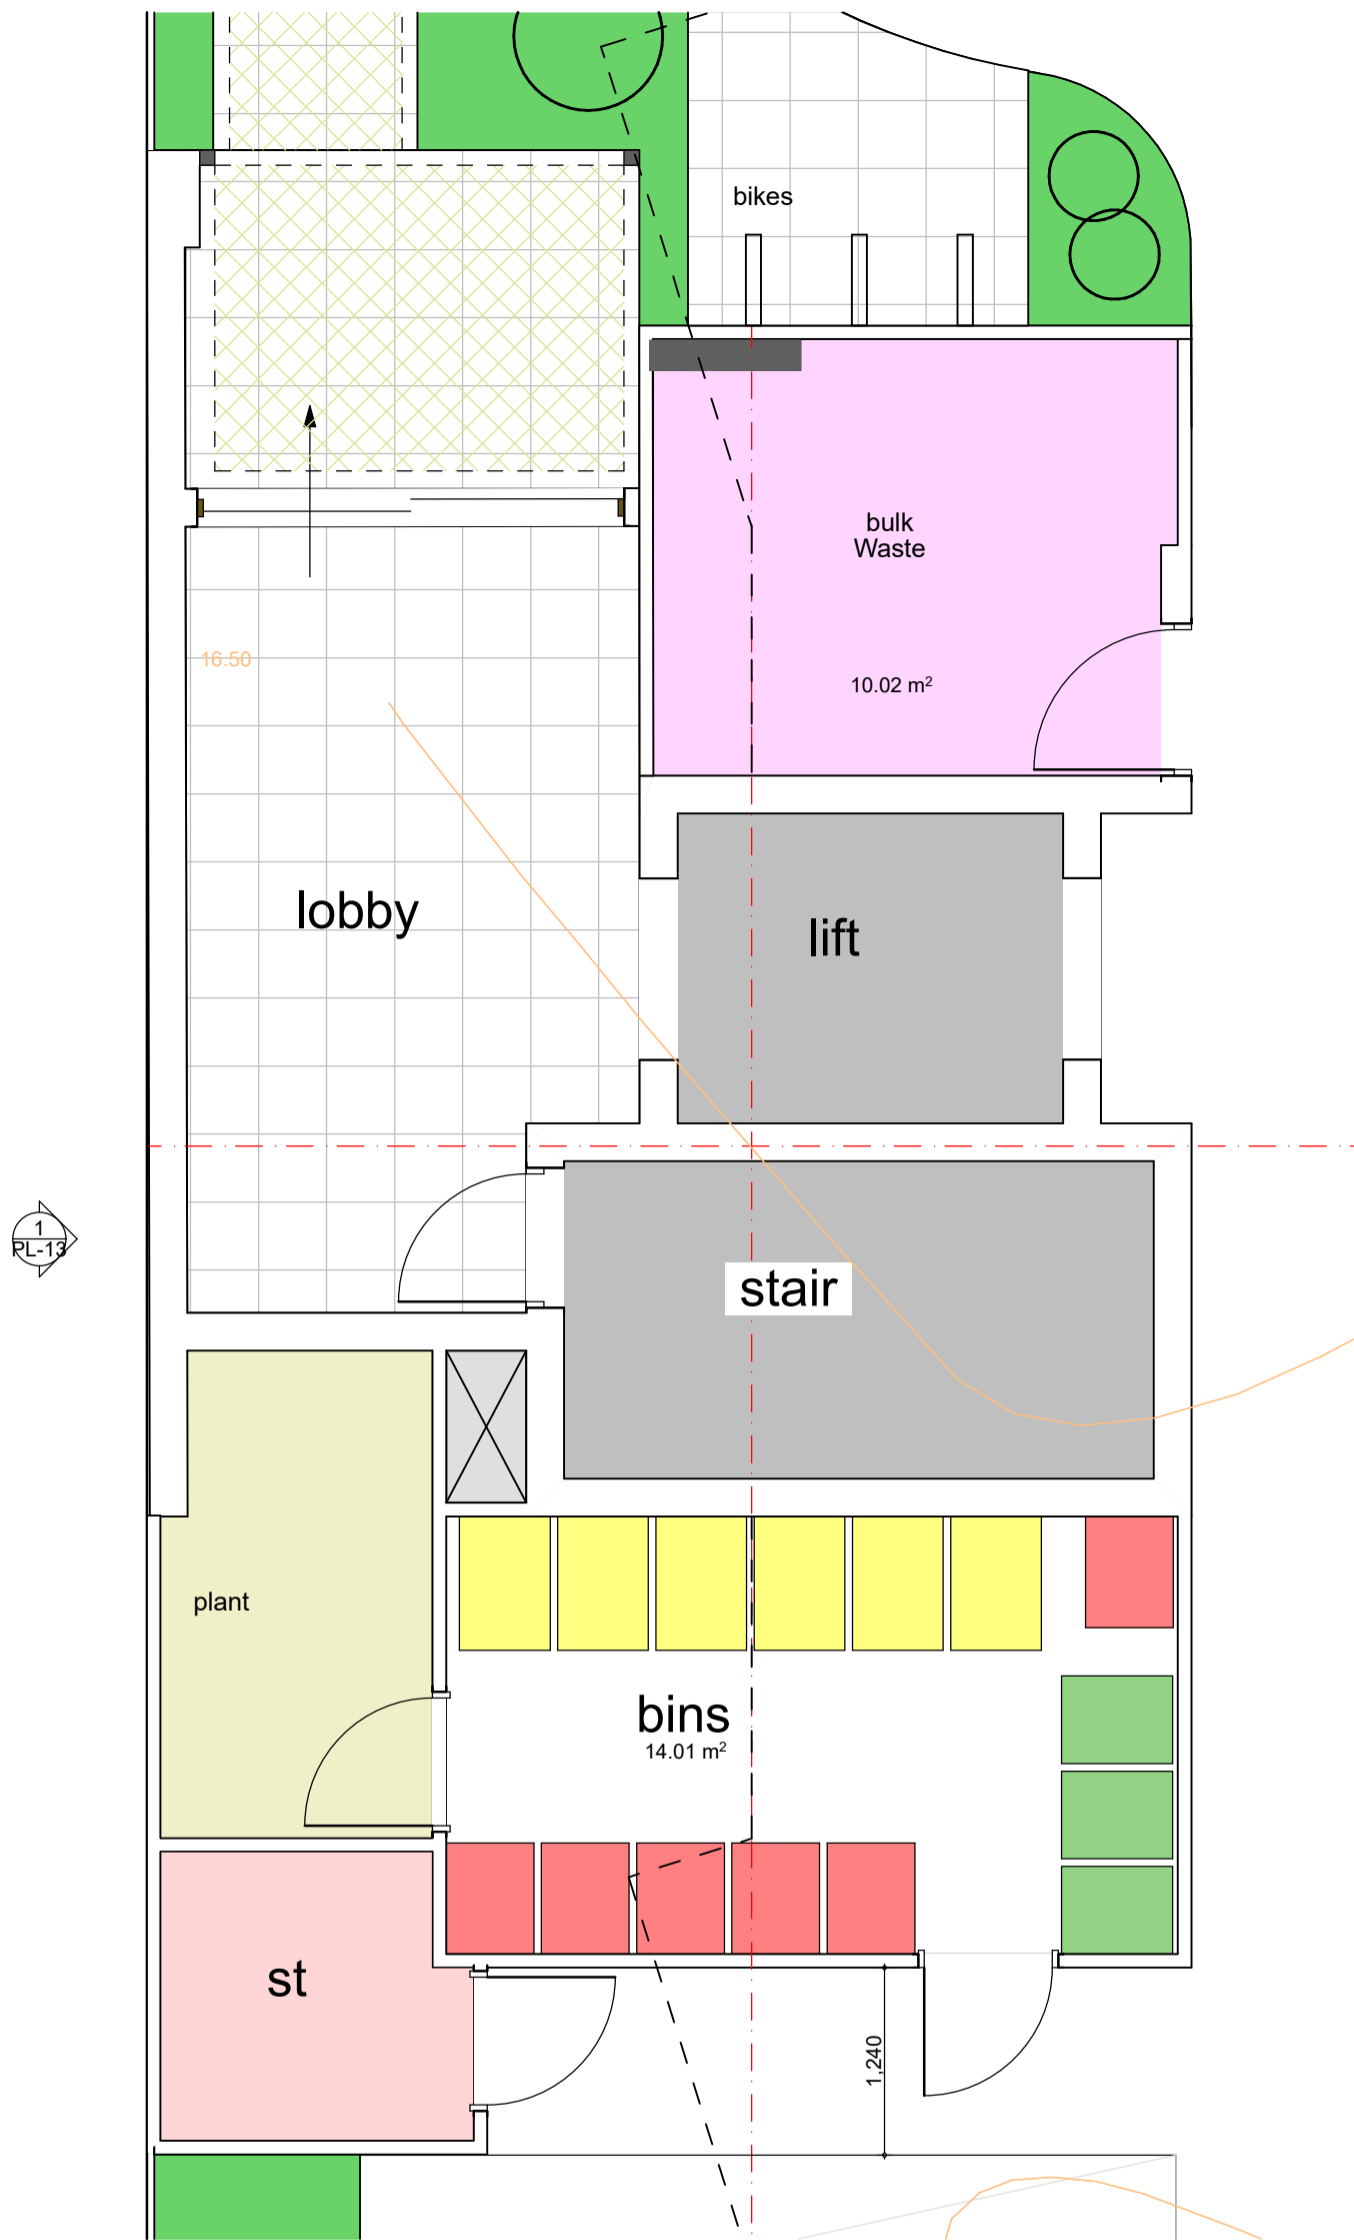 bikes
bulk
Waste
16.50
10.02 m²
lobby
lift
1
PL-13
stair
plant
bins
14.01 m²
st
1,240